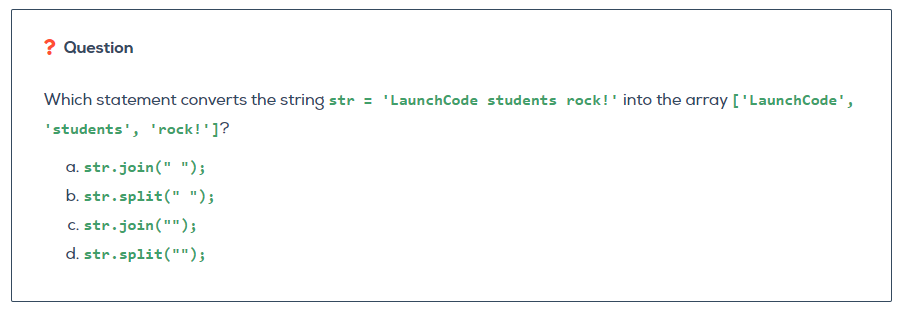 ? Question
Which statement converts the string str = 'LaunchCode students rock!' into the array ['LaunchCode',
'students', 'rock!']?
a. str.join(" ");
b. str.split(" ");
c. str.join("");
d. str.split("");